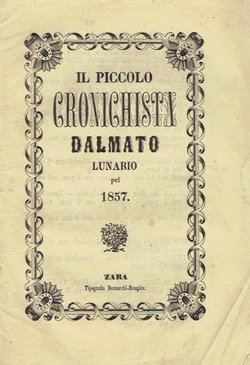 IL PICCOLO
CRONICHISTA
DALMATO
LUNARIO
pel
1857.
ZARA
Tipografia Demarchi-Rougier.